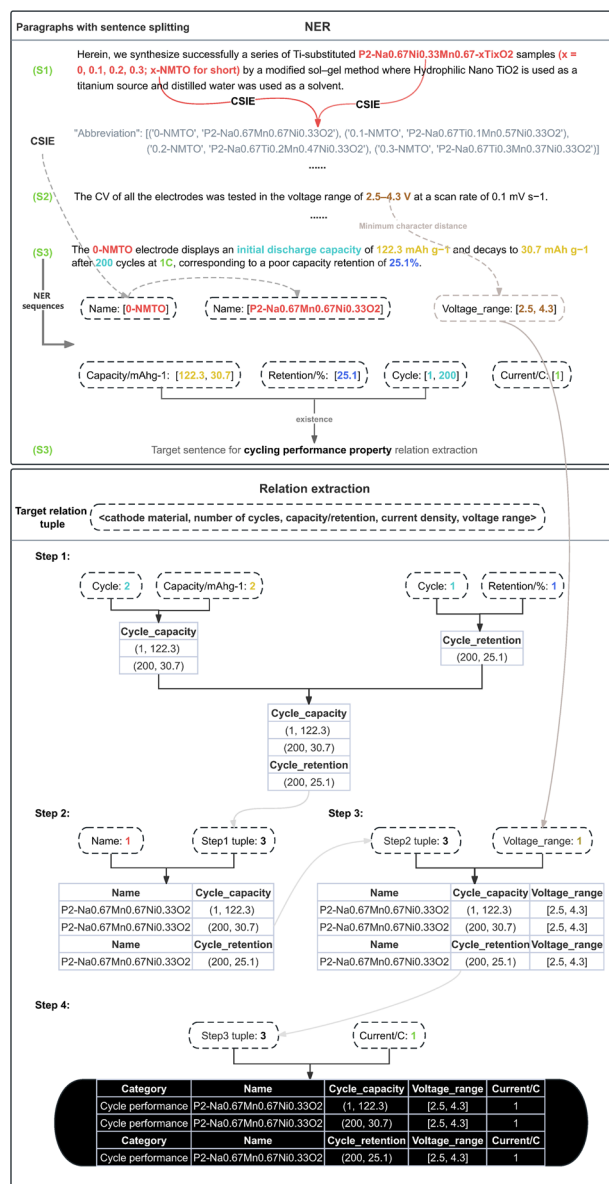 Paragraphs with sentence splitting
NER
Herein, we synthesize successfully a series of Ti-substituted P2-Na0.67Ni0.33Mn0.67-xTixO2 samples (x =
(S1) 0, 0.1, 0.2, 0.3; x-NMTO for short) by a modified sol–gel method where Hydrophilic Nano TiO2 is used as a
titanium source and distilled water was used as a solvent.
CSIE
CSIE
CSIE
"Abbreviation": [('0-NMTO', 'P2-Na0.67Mn0.67Ni0.33O2'), ('0.1-NMTO', 'P2-Na0.67Ti0.1Mn0.57Ni0.33O2'),
('0.2-NMTO', 'P2-Na0.67Ti0.2Mn0.47Ni0.33O2'), ('0.3-NMTO', 'P2-Na0.67Ti0.3Mn0.37Ni0.33O2')]
......
(S2) The CV of all the electrodes was tested in the voltage range of 2.5–4.3 V at a scan rate of 0.1 mV s−1.
......
Minimum character distance
(S3) The 0-NMTO electrode displays an initial discharge capacity of 122.3 mAh g−1 and decays to 30.7 mAh g−1
after 200 cycles at 1C, corresponding to a poor capacity retention of 25.1%.
NER
sequences
Name: [0-NMTO]
Name: [P2-Na0.67Mn0.67Ni0.33O2]
Voltage_range: [2.5, 4.3]
Capacity/mAhg-1: [122.3, 30.7]
Retention/%: [25.1]
Cycle: [1, 200]
Current/C: [1]
existence
(S3) Target sentence for cycling performance property relation extraction
Relation extraction
Target relation
tuple
<cathode material, number of cycles, capacity/retention, current density, voltage range>
Step 1:
Cycle: 2
Capacity/mAhg-1: 2
Cycle: 1
Retention/%: 1
Cycle_capacity
(1, 122.3)
(200, 30.7)
Cycle_retention
(200, 25.1)
Cycle_capacity
(1, 122.3)
(200, 30.7)
Cycle_retention
(200, 25.1)
Step 2:
Name: 1
Step1 tuple: 3
Name Cycle_capacity
P2-Na0.67Mn0.67Ni0.33O2 (1, 122.3)
P2-Na0.67Mn0.67Ni0.33O2 (200, 30.7)
Name Cycle_retention
P2-Na0.67Mn0.67Ni0.33O2 (200, 25.1)
Step 3:
Step2 tuple: 3
Voltage_range: 1
Name Cycle_capacity Voltage_range
P2-Na0.67Mn0.67Ni0.33O2 (1, 122.3) [2.5, 4.3]
P2-Na0.67Mn0.67Ni0.33O2 (200, 30.7) [2.5, 4.3]
Name Cycle_retention Voltage_range
P2-Na0.67Mn0.67Ni0.33O2 (200, 25.1) [2.5, 4.3]
Step 4:
Step3 tuple: 3
Current/C: 1
Category Name Cycle_capacity Voltage_range Current/C
Cycle performance P2-Na0.67Mn0.67Ni0.33O2 (1, 122.3) [2.5, 4.3] 1
Cycle performance P2-Na0.67Mn0.67Ni0.33O2 (200, 30.7) [2.5, 4.3] 1
Category Name Cycle_retention Voltage_range Current/C
Cycle performance P2-Na0.67Mn0.67Ni0.33O2 (200, 25.1) [2.5, 4.3] 1